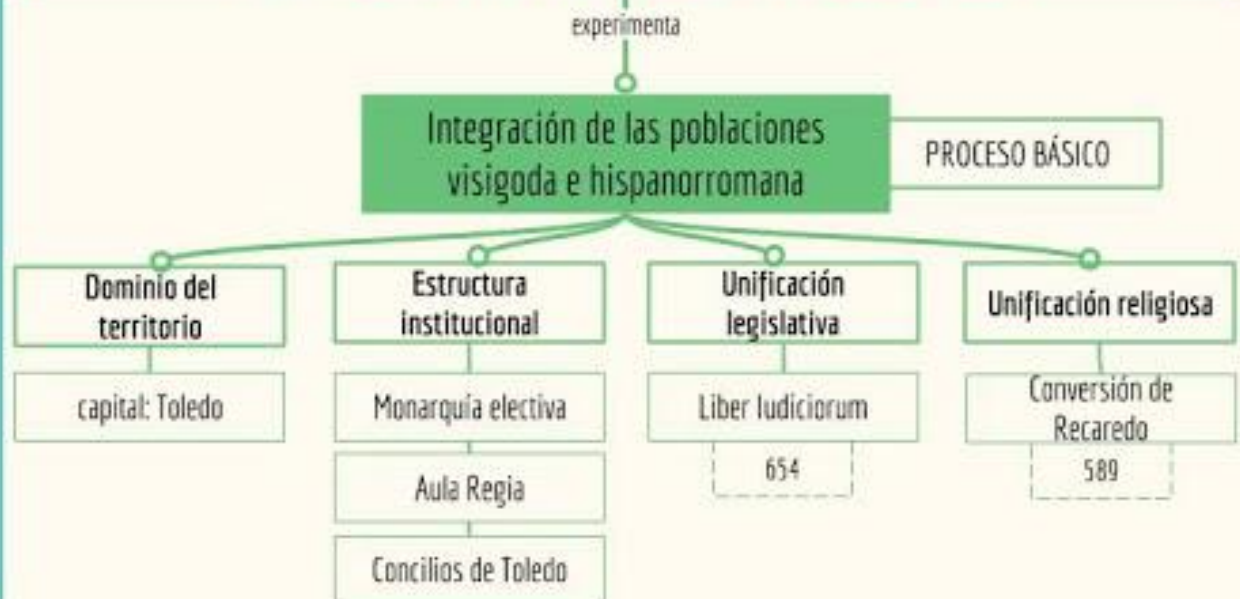 experimenta
Integración de las poblaciones
visigoda e hispanorromana
PROCESO BÁSICO
Dominio del
territorio
capital: Toledo
Estructura
institucional
Monarquía electiva
Aula Regia
Concilios de Toledo
Unificación
legislativa
Liber Iudiciorum
654
Unificación religiosa
Conversión de
Recaredo
589